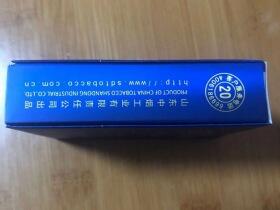 山东中烟工业有限责任公司出品
PRODUCT OF CHINA TOBACCO SHANDONG INDUSTRIAL CO.,LTD.
http://www.sdtobacco.com.cn
20